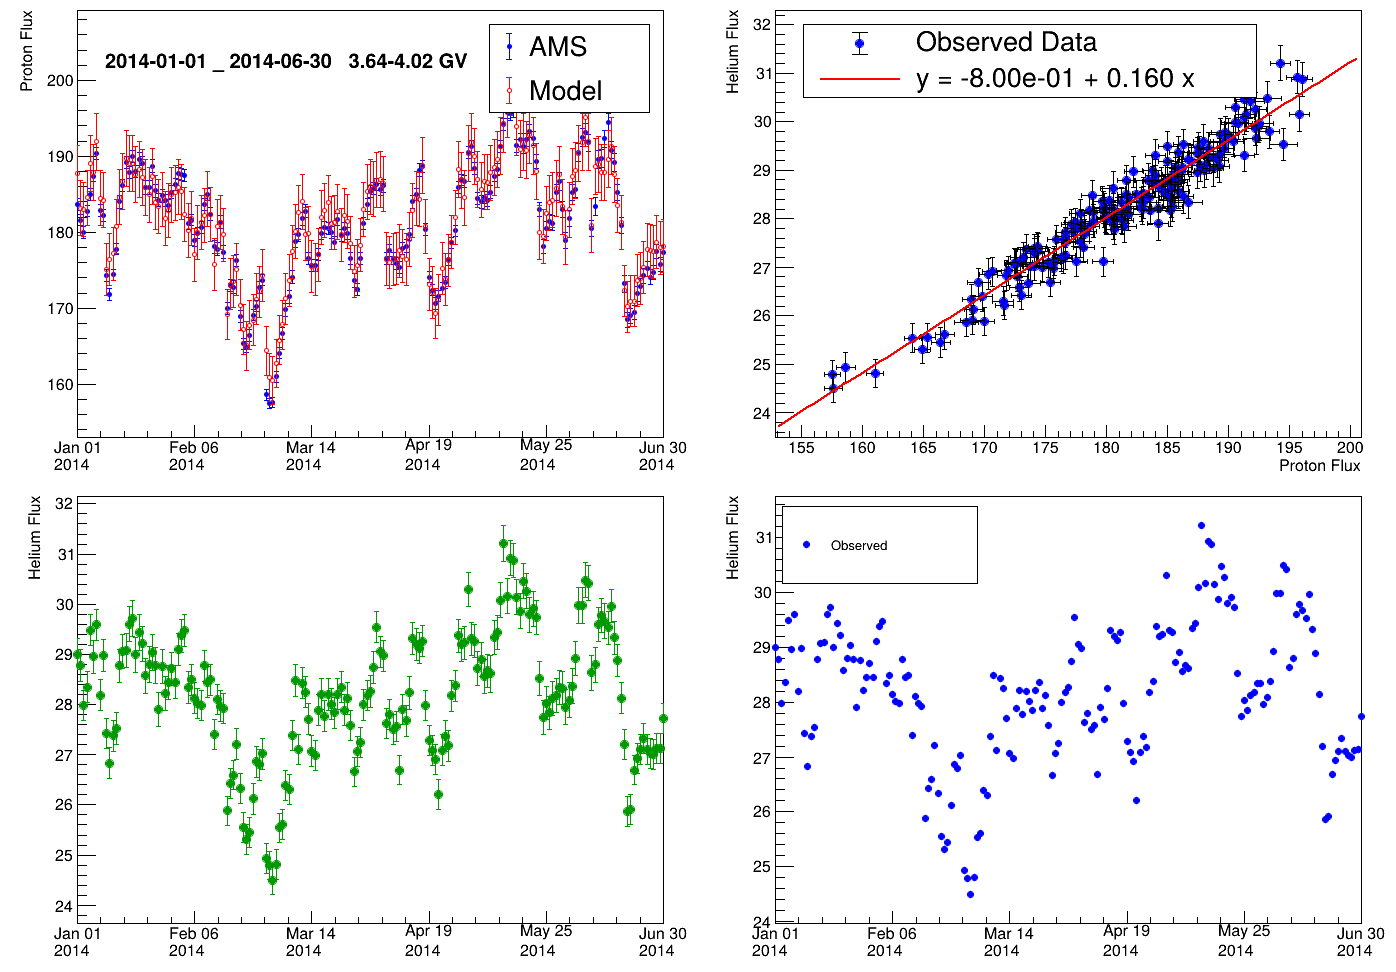 Proton Flux
2014-01-01 _ 2014-06-30 3.64-4.02 GV
AMS
Model
200
190
180
170
160
Jan 01 2014
Feb 06 2014
Mar 14 2014
Apr 19 2014
May 25 2014
Jun 30 2014
Helium Flux
Observed Data
y = -8.00e-01 + 0.160 x
32
31
30
29
28
27
26
25
24
155 160 165 170 175 180 185 190 195 200
Proton Flux
Helium Flux
32
31
30
29
28
27
26
25
24
Jan 01 2014
Feb 06 2014
Mar 14 2014
Apr 19 2014
May 25 2014
Jun 30 2014
Helium Flux
Observed
31
30
29
28
27
26
25
24
Jan 01 2014
Feb 06 2014
Mar 14 2014
Apr 19 2014
May 25 2014
Jun 30 2014